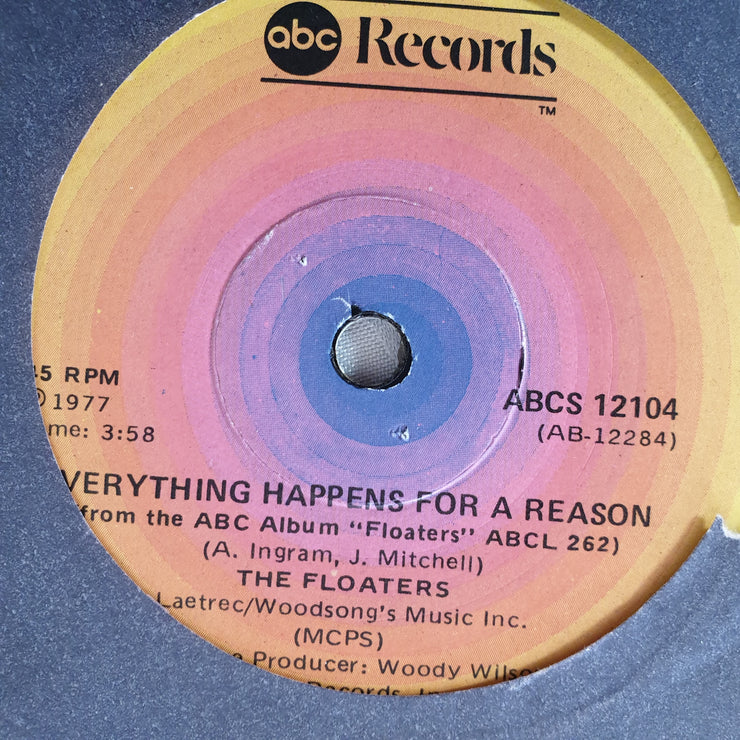 abc Records
TM
45 RPM
Ⓟ 1977
me: 3:58
ABCS 12104
(AB-12284)
VERYTHING HAPPENS FOR A REASON
from the ABC Album "Floaters" ABCL 262)
(A. Ingram, J. Mitchell)
THE FLOATERS
Laetrec/Woodsong's Music Inc.
(MCPS)
Producer: Woody Wilso
Records,